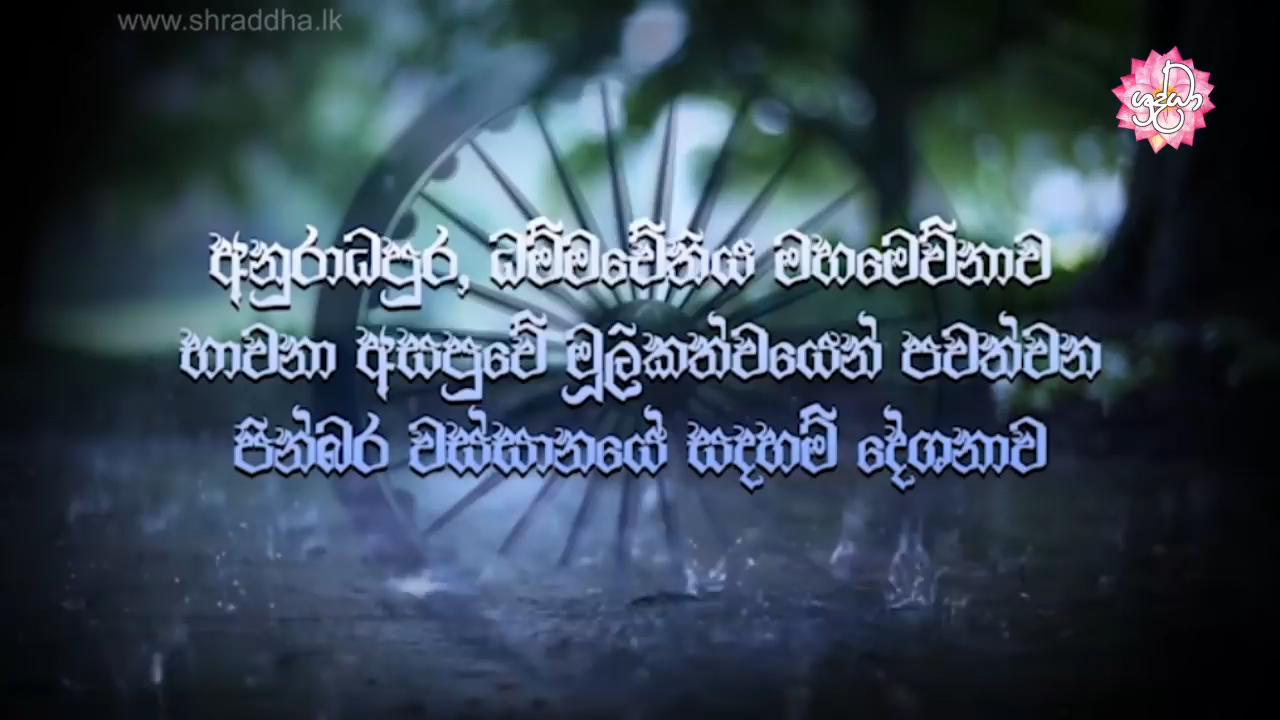 www.shraddha.lk
ශ්‍රද්ධා
අනුරාධපුර, ධම්මචේතිය මහමෙව්නාව
භාවනා අසපුවේ මූලිකත්වයෙන් පවත්වන
පින්බර වස්සානයේ සදහම් දේශනාව